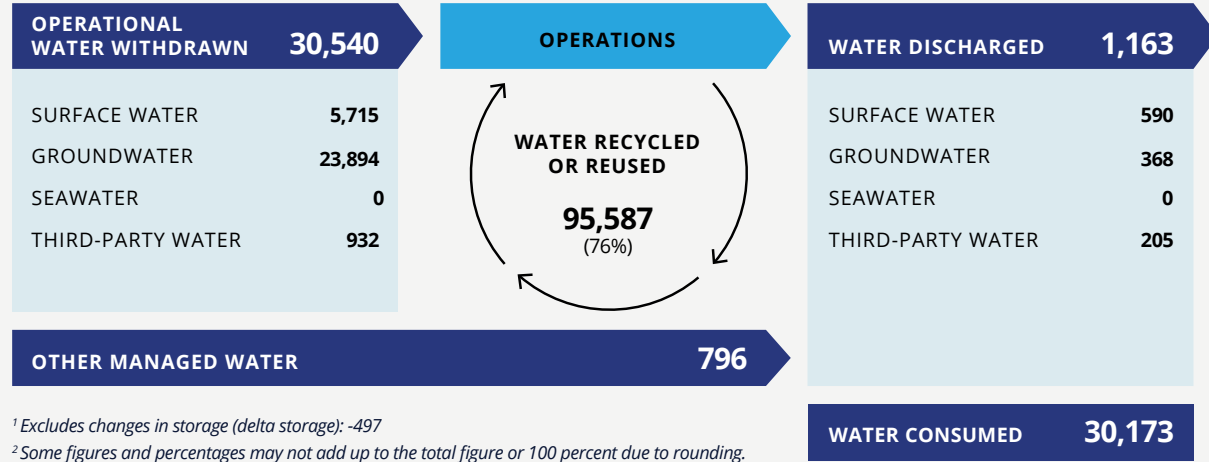 OPERATIONAL
WATER WITHDRAWN 30,540
SURFACE WATER 5,715
GROUNDWATER 23,894
SEAWATER 0
THIRD-PARTY WATER 932
OPERATIONS
WATER RECYCLED
OR REUSED
95,587
(76%)
WATER DISCHARGED 1,163
SURFACE WATER 590
GROUNDWATER 368
SEAWATER 0
THIRD-PARTY WATER 205
OTHER MANAGED WATER 796
WATER CONSUMED 30,173
¹ Excludes changes in storage (delta storage): -497
² Some figures and percentages may not add up to the total figure or 100 percent due to rounding.